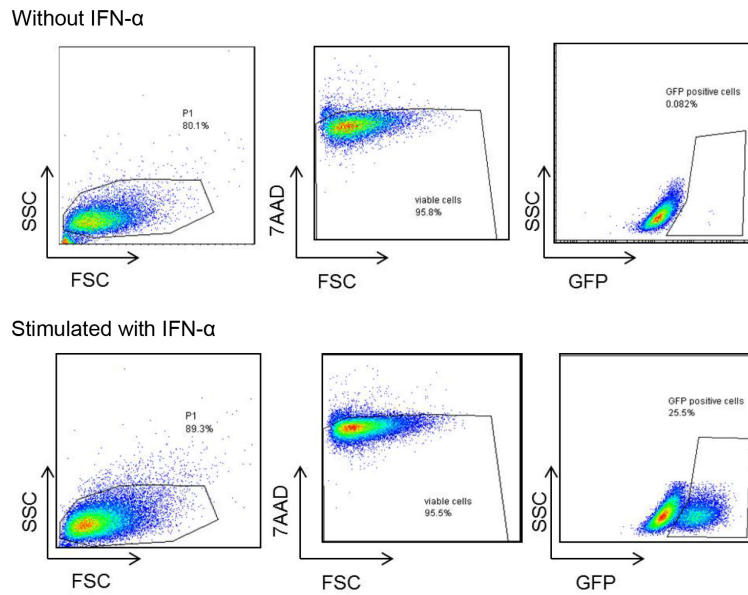 Without IFN-α
P1
80.1%
SSC
FSC
viable cells
95.8%
7AAD
FSC
GFP positive cells
0.082%
SSC
GFP
Stimulated with IFN-α
P1
89.3%
SSC
FSC
viable cells
95.5%
7AAD
FSC
GFP positive cells
25.5%
SSC
GFP